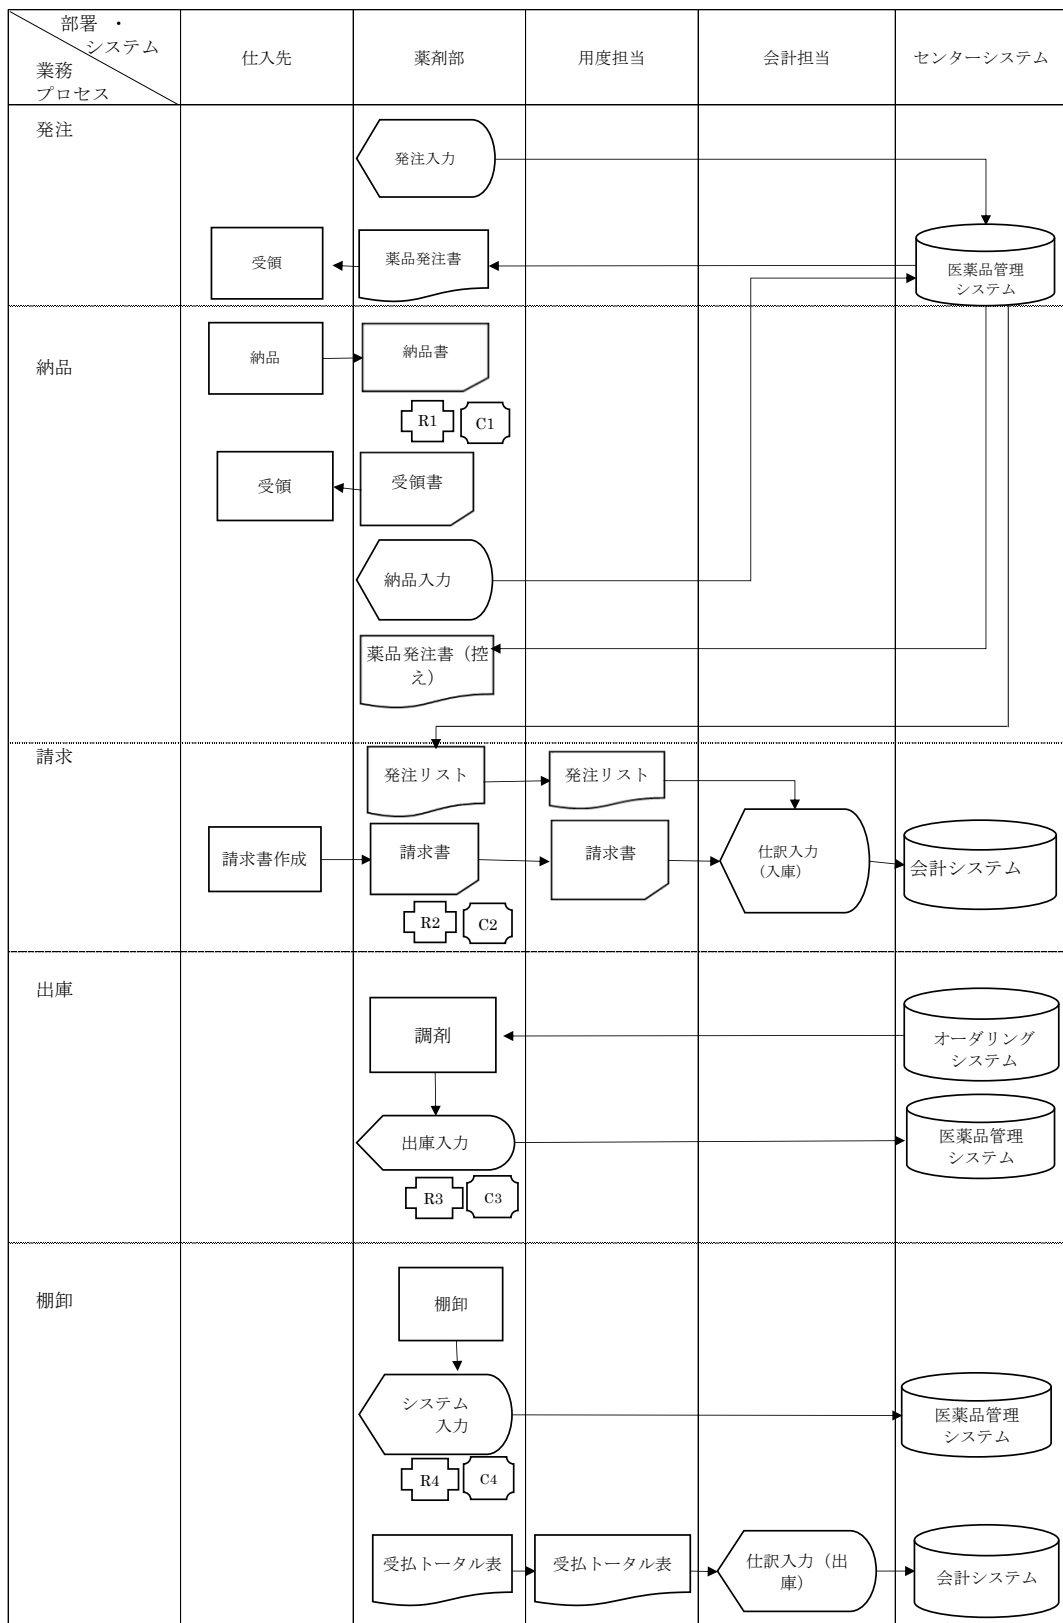 部署 ・
システム
業務
プロセス
仕入先
薬剤部
用度担当
会計担当
センターシステム
発注
発注入力
受領
薬品発注書
医薬品管理
システム
納品
納品
納品書
R1
C1
受領
受領書
納品入力
薬品発注書（控
え）
請求
発注リスト
発注リスト
請求書作成
請求書
請求書
仕訳入力
（入庫）
会計システム
R2
C2
出庫
調剤
オーダリング
システム
出庫入力
医薬品管理
システム
R3
C3
棚卸
棚卸
システム
入力
医薬品管理
システム
R4
C4
受払トータル表
受払トータル表
仕訳入力（出
庫）
会計システム